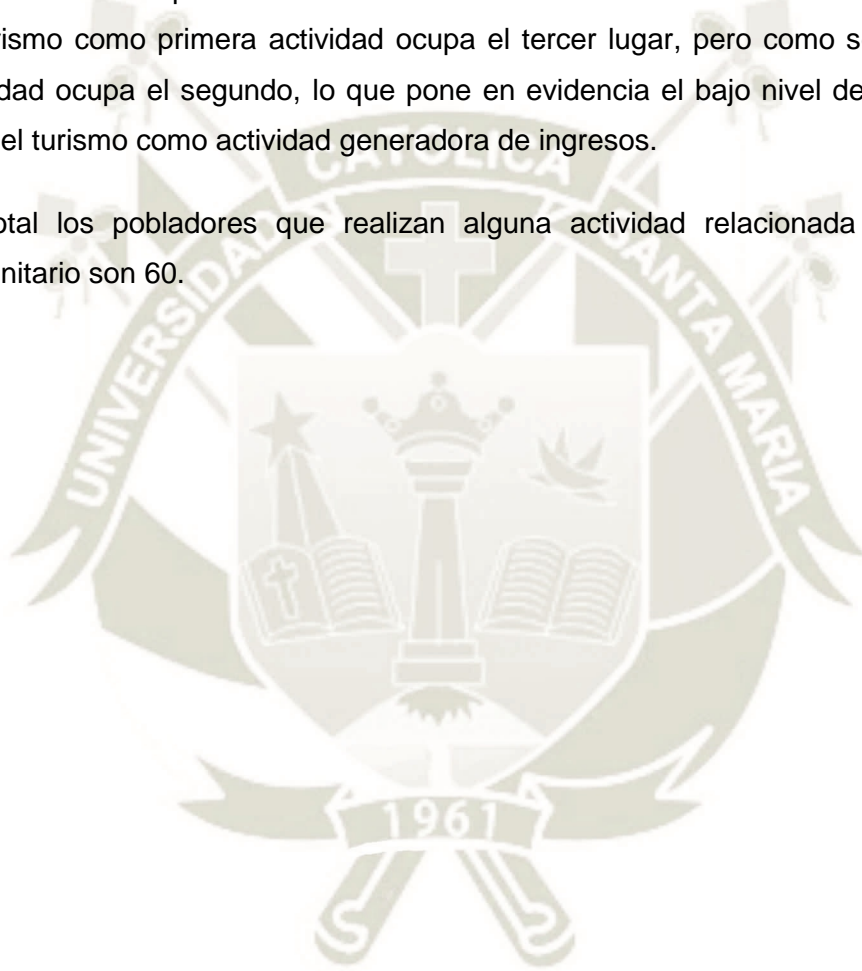 rismo como primera actividad ocupa el tercer lugar, pero como s
dad ocupa el segundo, lo que pone en evidencia el bajo nivel de
el turismo como actividad generadora de ingresos.
otal los pobladores que realizan alguna actividad relacionada
nitario son 60.
UNIVERSIDAD CATOLICA SANTA MARIA
1961